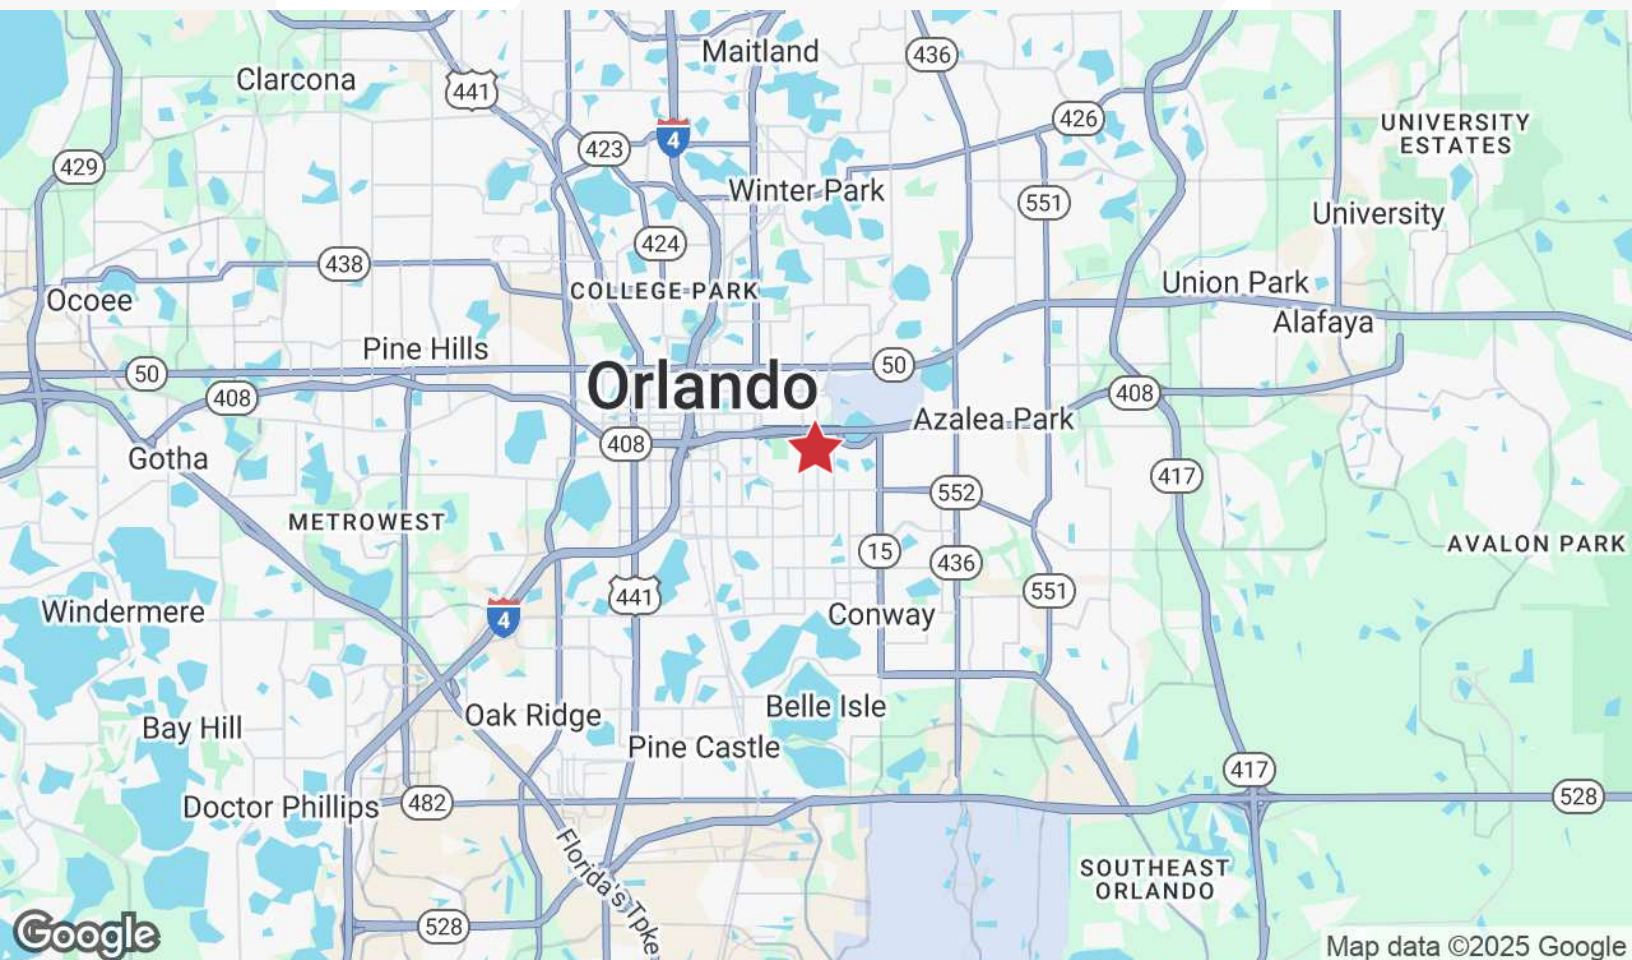 Maitland
436
Clarcona
441
426
UNIVERSITY
ESTATES
4
423
429
Winter Park
551
University
424
438
Union Park
COLLEGE PARK
Ocoee
Alafaya
Pine Hills
50
50
Orlando
408
408
Azalea Park
408
Gotha
417
552
METROWEST
AVALON PARK
15
436
551
441
Windermere
4
Conway
Belle Isle
Oak Ridge
Bay Hill
Pine Castle
417
528
482
Doctor Phillips
Florida's Tpke
SOUTHEAST
ORLANDO
528
Google
Map data ©2025 Google